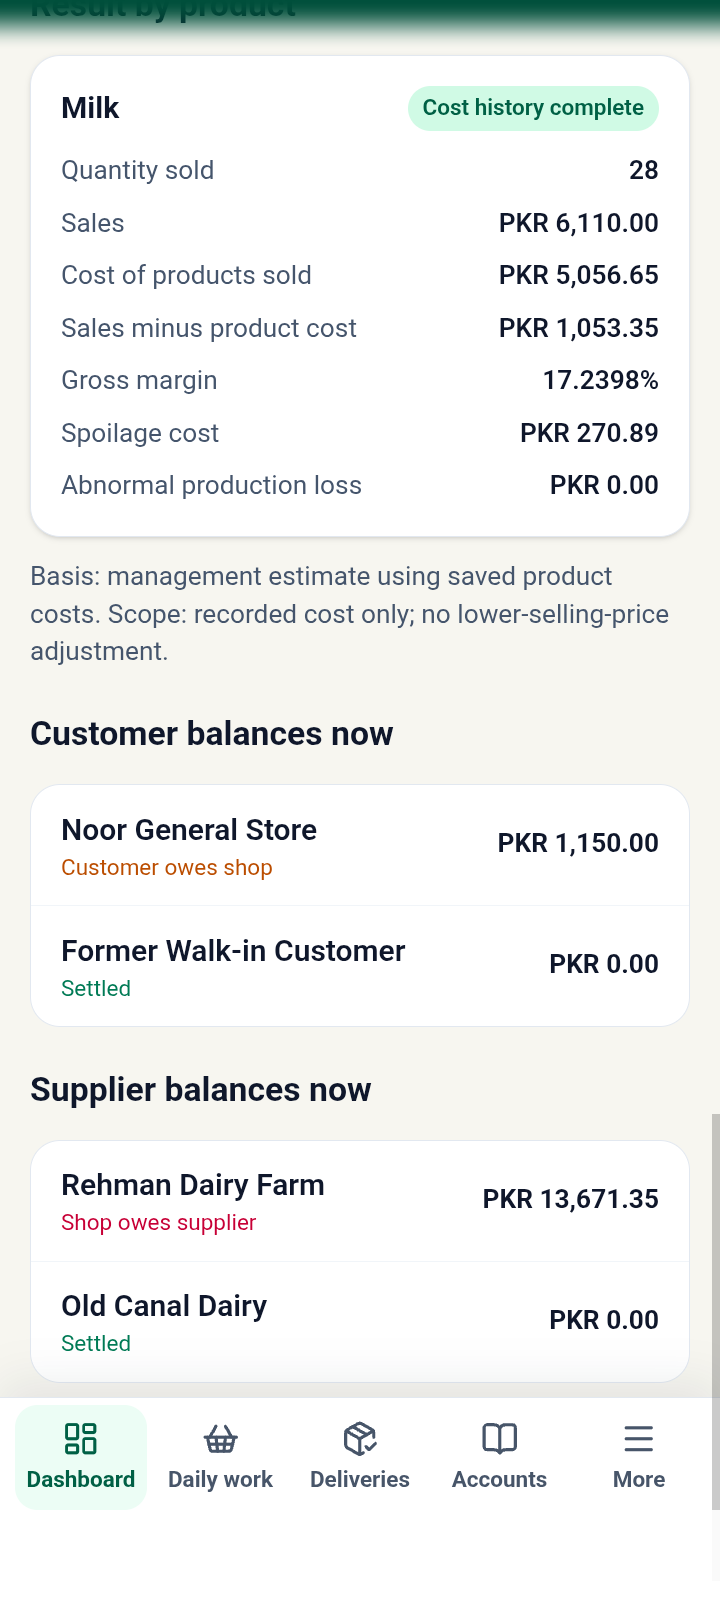 Result by product
Milk
Cost history complete
Quantity sold
28
Sales
PKR 6,110.00
Cost of products sold
PKR 5,056.65
Sales minus product cost
PKR 1,053.35
Gross margin
17.2398%
Spoilage cost
PKR 270.89
Abnormal production loss
PKR 0.00
Basis: management estimate using saved product
costs. Scope: recorded cost only; no lower-selling-price
adjustment.
Customer balances now
Noor General Store
Customer owes shop
PKR 1,150.00
Former Walk-in Customer
Settled
PKR 0.00
Supplier balances now
Rehman Dairy Farm
Shop owes supplier
PKR 13,671.35
Old Canal Dairy
Settled
PKR 0.00
Dashboard
Daily work
Deliveries
Accounts
More